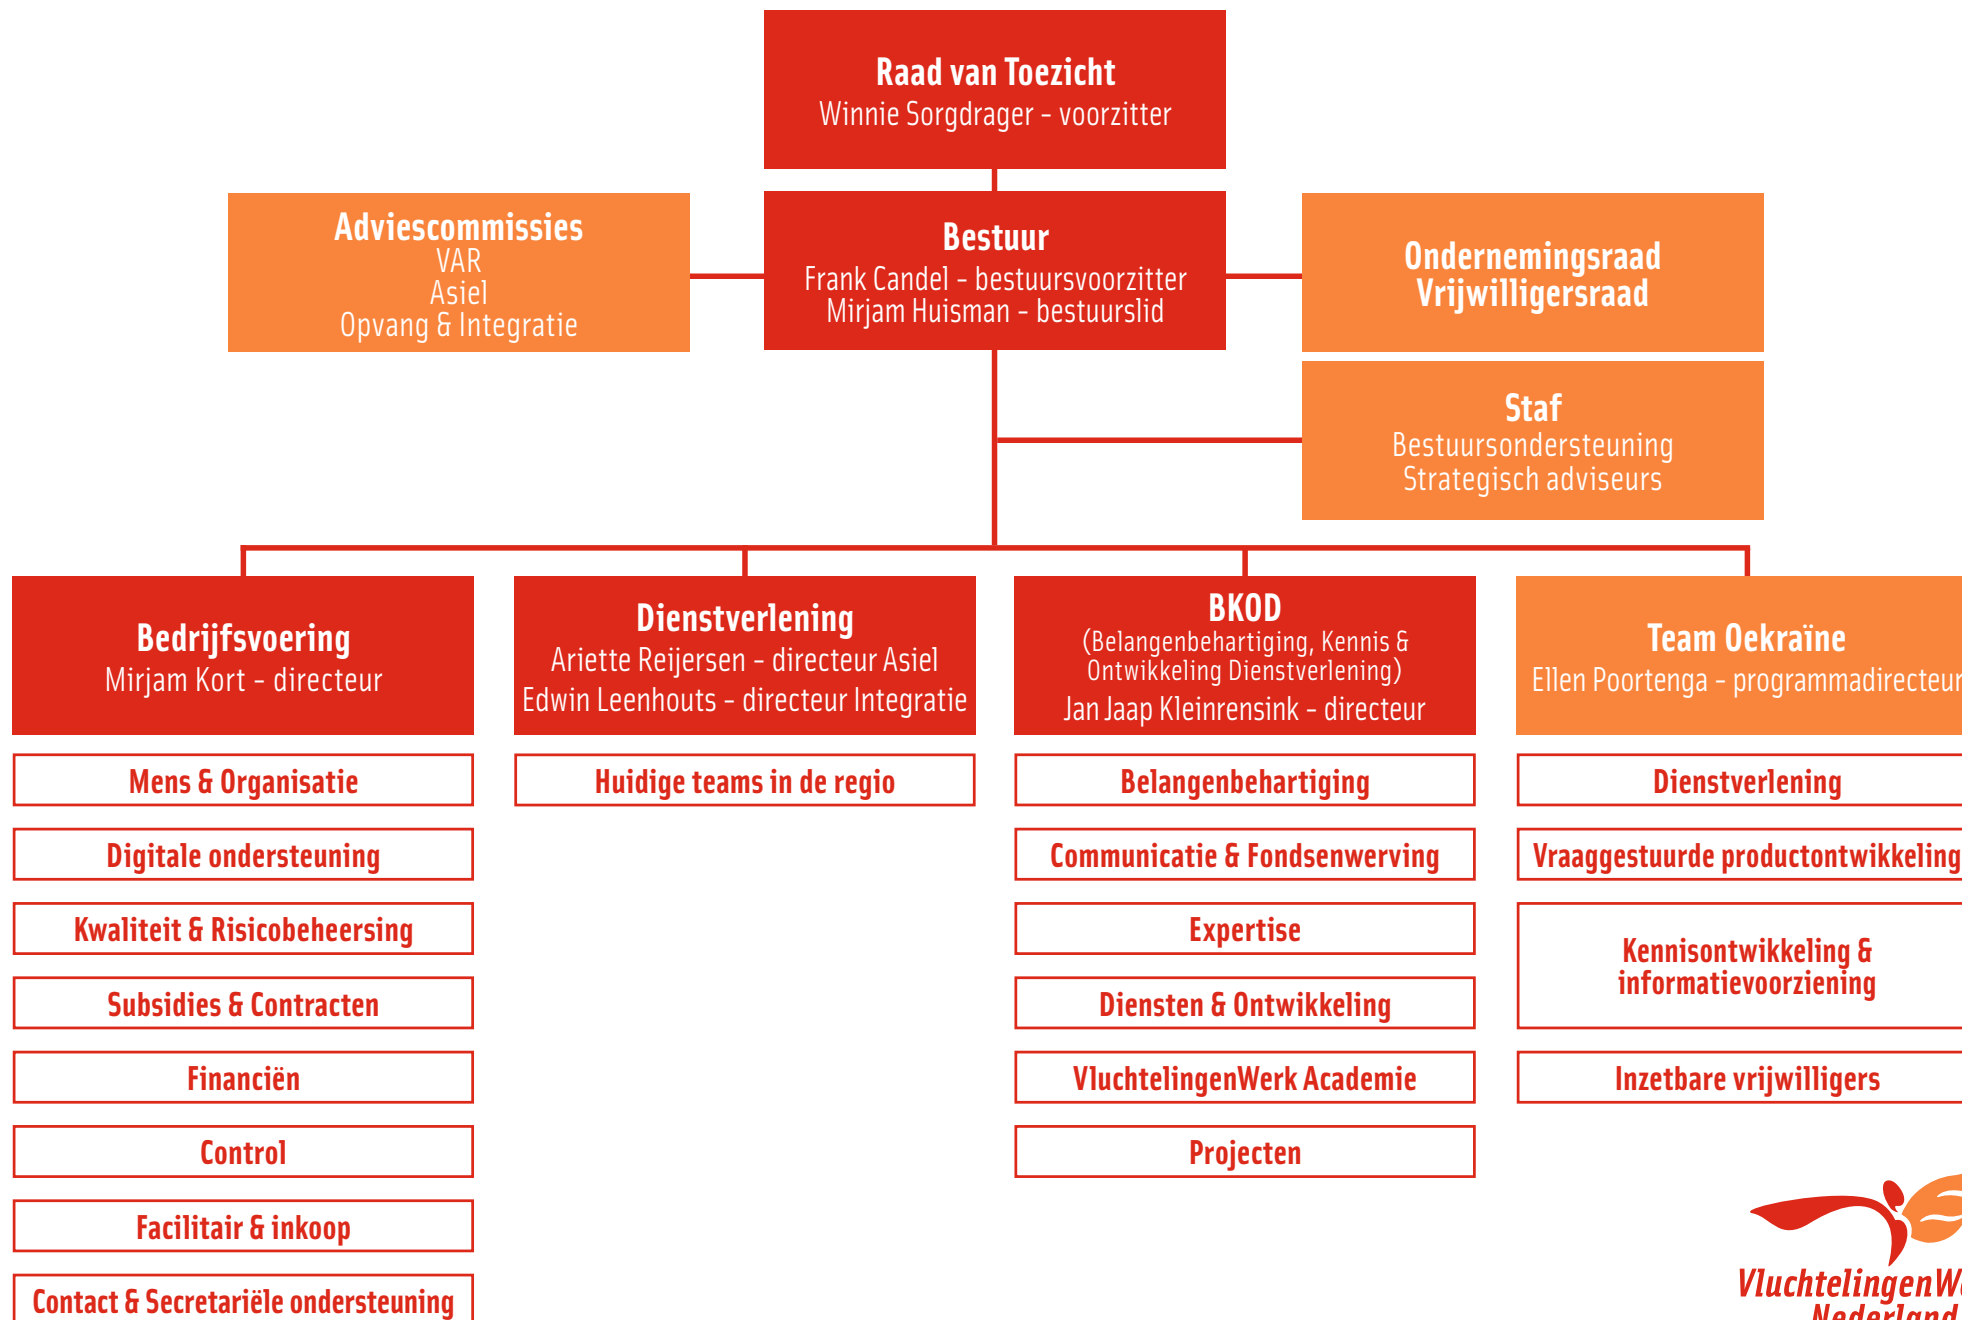 Raad van Toezicht
Winnie Sorgdrager – voorzitter
Adviescommissies
VAR
Asiel
Opvang & Integratie
Bestuur
Frank Candel – bestuursvoorzitter
Mirjam Huisman – bestuurslid
Ondernemingsraad
Vrijwilligersraad
Staf
Bestuursondersteuning
Strategisch adviseurs
Bedrijfsvoering
Mirjam Kort – directeur
Mens & Organisatie
Digitale ondersteuning
Kwaliteit & Risicobeheersing
Subsidies & Contracten
Financiën
Control
Facilitair & inkoop
Contact & Secretariële ondersteuning
Dienstverlening
Ariette Reijersen – directeur Asiel
Edwin Leenhouts – directeur Integratie
Huidige teams in de regio
BKOD
(Belangenbehartiging, Kennis &
Ontwikkeling Dienstverlening)
Jan Jaap Kleinrensink – directeur
Belangenbehartiging
Communicatie & Fondsenwerving
Expertise
Diensten & Ontwikkeling
VluchtelingenWerk Academie
Projecten
Team Oekraïne
Ellen Poortenga – programmadirecteur
Dienstverlening
Vraaggestuurde productontwikkeling
Kennisontwikkeling &
informatievoorziening
Inzetbare vrijwilligers
Nederland